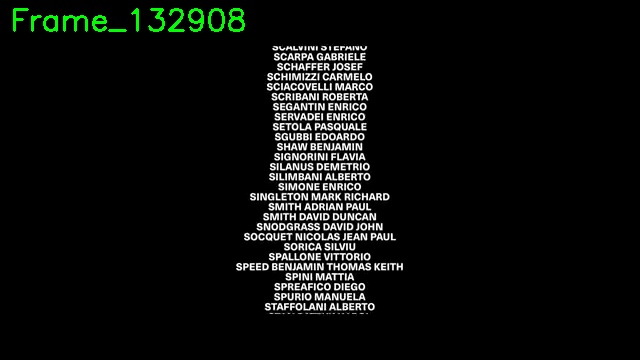 Frame_132908
SCALVINI STEFANO
SCARPA GABRIELE
SCHAFFER JOSEF
SCHIMIZZI CARMELO
SCIACOVELLI MARCO
SCRIBANI ROBERTA
SEGANTIN ENRICO
SERVADEI ENRICO
SETOLA PASQUALE
SGUBBI EDOARDO
SHAW BENJAMIN
SIGNORINI FLAVIA
SILANUS DEMETRIO
SILIMBANI ALBERTO
SIMONE ENRICO
SINGLETON MARK RICHARD
SMITH ADRIAN PAUL
SMITH DAVID DUNCAN
SNODGRASS DAVID JOHN
SOCQUET NICOLAS JEAN PAUL
SORICA SILVIU
SPALLONE VITTORIO
SPEED BENJAMIN THOMAS KEITH
SPINI MATTIA
SPREAFICO DIEGO
SPURIO MANUELA
STAFFOLANI ALBERTO